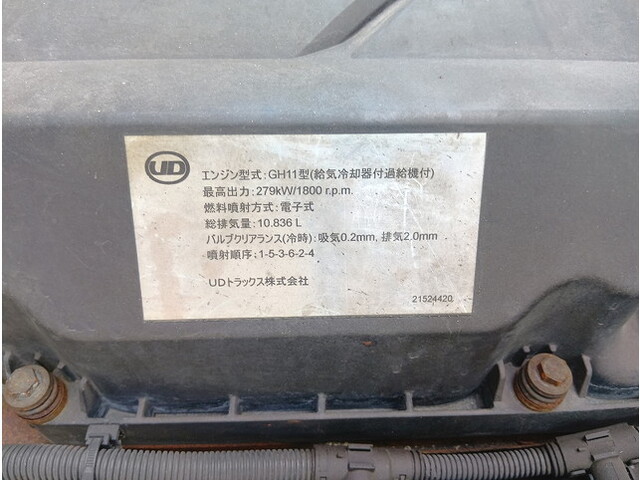 UD
エンジン型式:GH11型(給気冷却器付過給機付)
最高出力:279kW/1800 r.p.m.
燃料噴射方式:電子式
総排気量:10.836 L
バルブクリアランス(冷時):吸気0.2mm, 排気2.0mm
噴射順序:1-5-3-6-2-4
UDトラックス株式会社
21524420